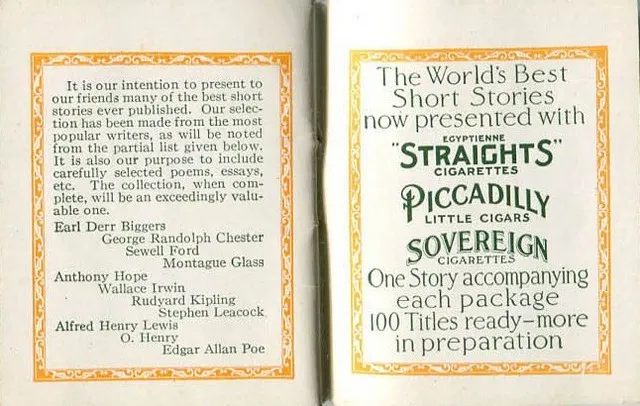 It is our intention to present to
our friends many of the best short
stories ever published. Our selec-
tion has been made from the most
popular writers, as will be noted
from the partial list given below.
It is also our purpose to include
carefully selected poems, essays,
etc. The collection, when com-
plete, will be an exceedingly valu-
able one.
Earl Derr Biggers
George Randolph Chester
Sewell Ford
Montague Glass
Anthony Hope
Wallace Irwin
Rudyard Kipling
Stephen Leacock
Alfred Henry Lewis
O. Henry
Edgar Allan Poe
The World's Best
Short Stories
now presented with
EGYPTIENNE
"STRAIGHTS"
CIGARETTES
PICCADILLY
LITTLE CIGARS
SOVEREIGN
CIGARETTES
One Story accompanying
each package
100 Titles ready-more
in preparation